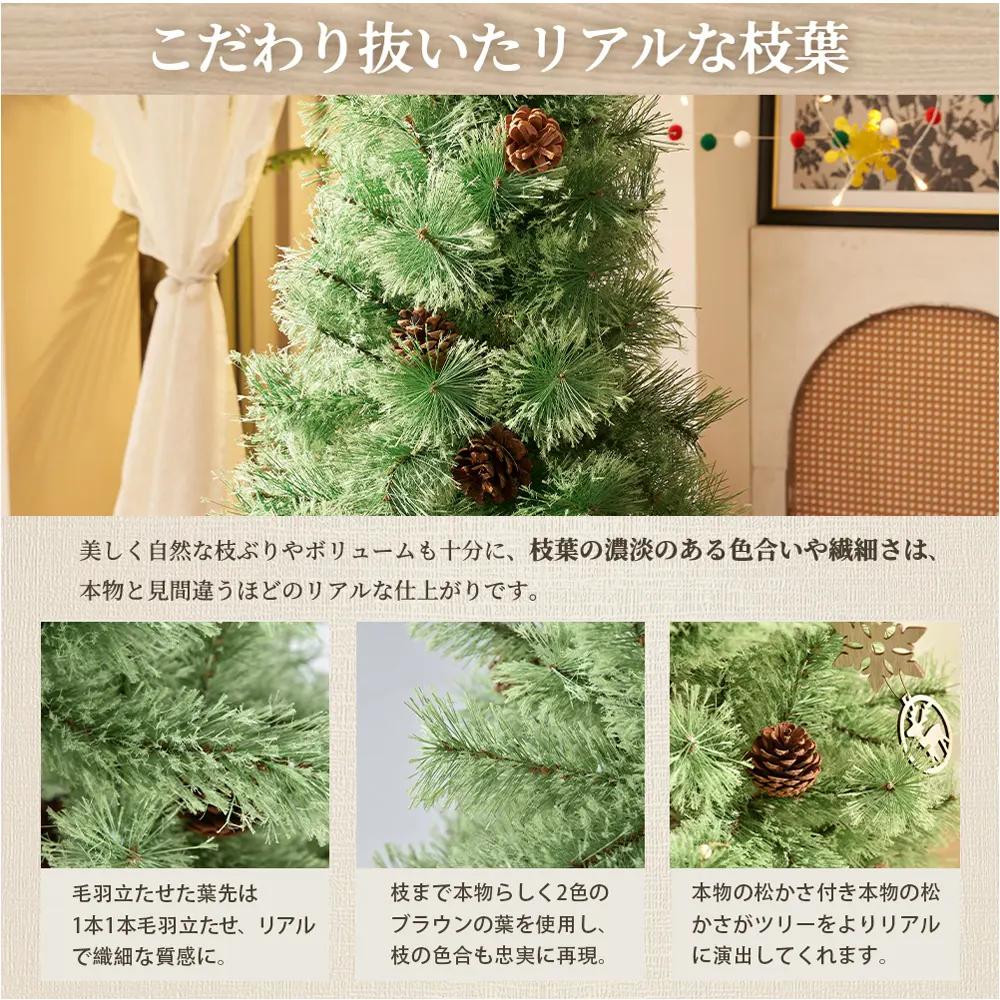 こだわり抜いたリアルな枝葉
美しく自然な枝ぶりやボリュームも十分に、枝葉の濃淡のある色合いや繊細さは、
本物と見間違うほどのリアルな仕上がりです。
毛羽立たせた葉先は
1本1本毛羽立たせ、リアル
で繊細な質感に。
枝まで本物らしく2色の
ブラウンの葉を使用し、
枝の色合も忠実に再現。
本物の松かさ付き本物の松
かさがツリーをよりリアル
に演出してくれます。